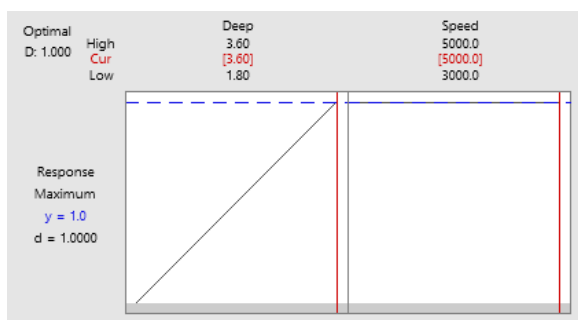 Optimal
D: 1.000
Deep Speed
High 3.60 5000.0
Cur [3.60] [5000.0]
Low 1.80 3000.0
Response
Maximum
y = 1.0
d = 1.0000